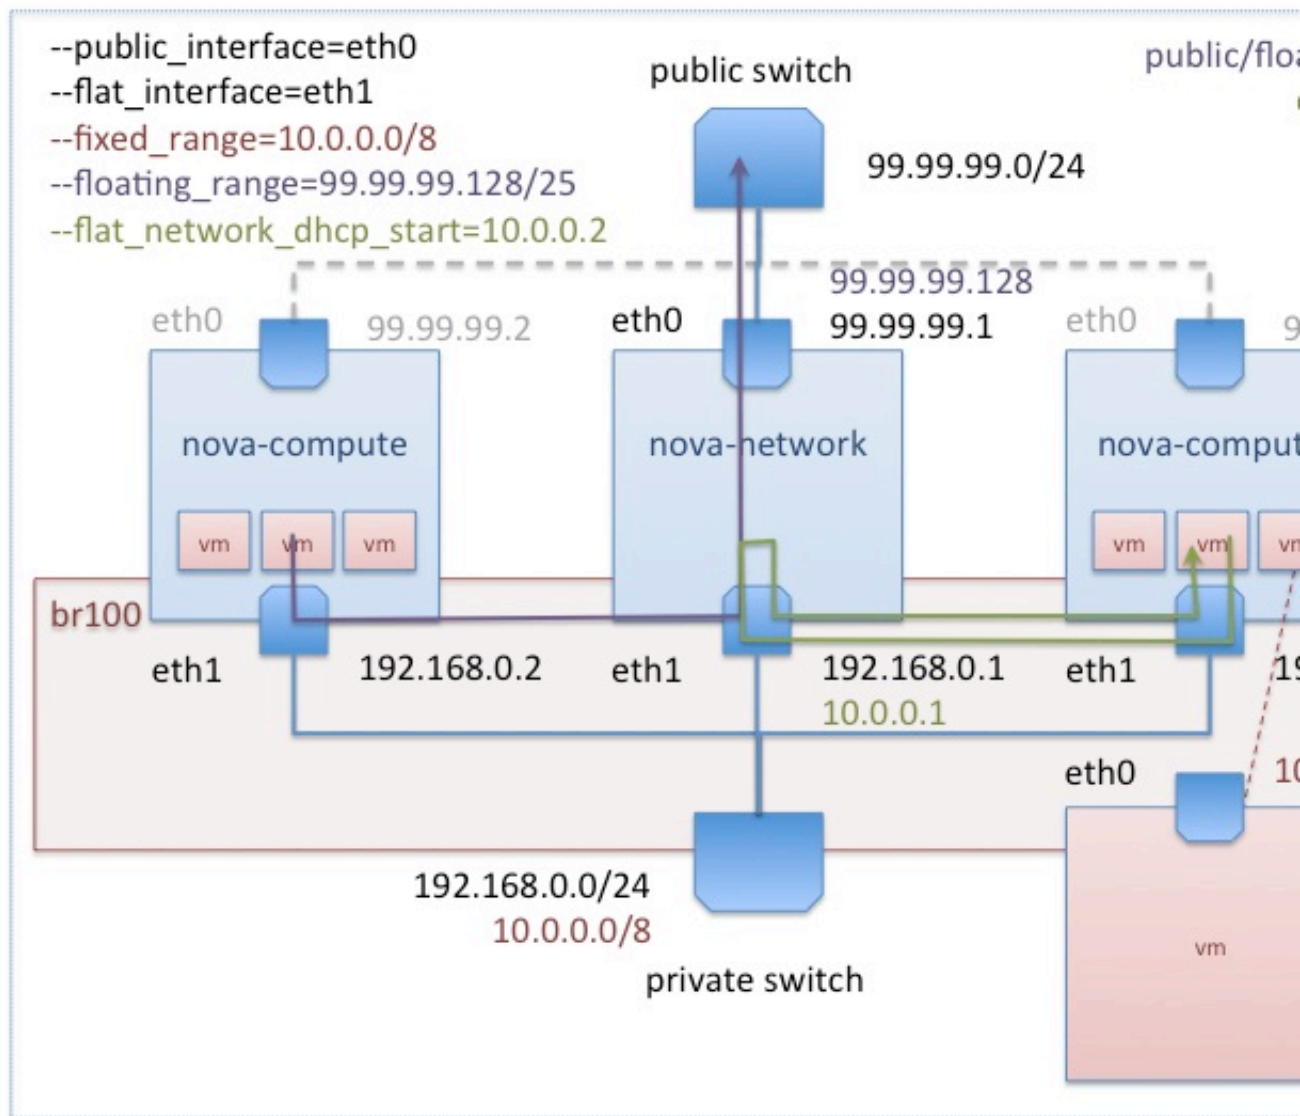 --public_interface=eth0
--flat_interface=eth1
--fixed_range=10.0.0.0/8
--floating_range=99.99.99.128/25
--flat_network_dhcp_start=10.0.0.2
public switch
99.99.99.0/24
eth0
99.99.99.2
eth0
99.99.99.128
99.99.99.1
eth0
nova-compute
nova-network
vm
vm
vm
vm
vm
br100
eth1
192.168.0.2
eth1
192.168.0.1
10.0.0.1
eth1
eth0
192.168.0.0/24
10.0.0.0/8
private switch
vm